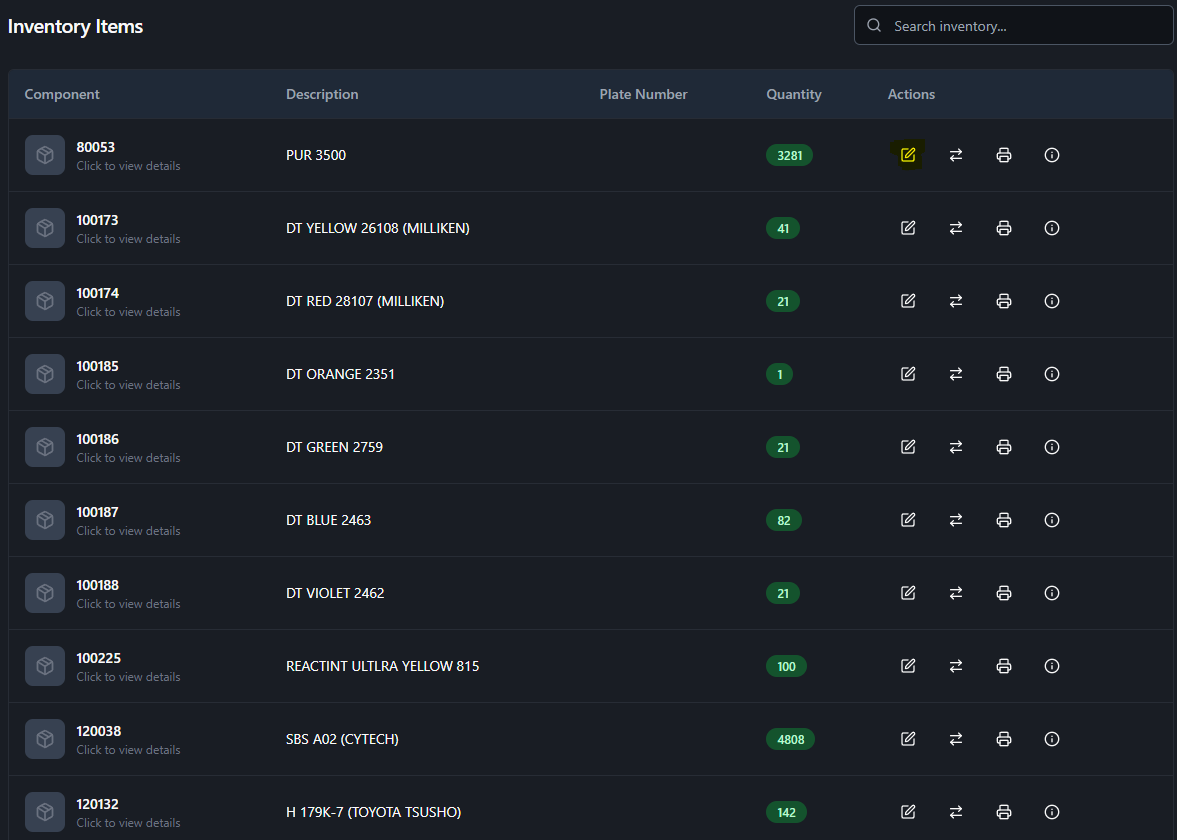 Inventory Items
Search inventory...
Component Description Plate Number Quantity Actions
80053
Click to view details
PUR 3500
3281
100173
Click to view details
DT YELLOW 26108 (MILLIKEN)
41
100174
Click to view details
DT RED 28107 (MILLIKEN)
21
100185
Click to view details
DT ORANGE 2351
1
100186
Click to view details
DT GREEN 2759
21
100187
Click to view details
DT BLUE 2463
82
100188
Click to view details
DT VIOLET 2462
21
100225
Click to view details
REACTINT ULTLRA YELLOW 815
100
120038
Click to view details
SBS A02 (CYTECH)
4808
120132
Click to view details
H 179K-7 (TOYOTA TSUSHO)
142